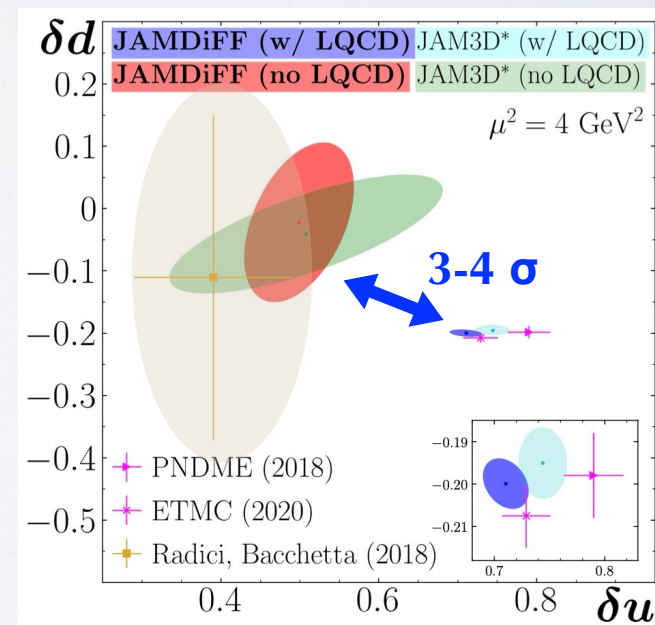 δd
JAMDiFF (w/ LQCD) JAM3D* (w/ LQCD)
JAMDiFF (no LQCD) JAM3D* (no LQCD)
μ² = 4 GeV²
0.2
0.1
0
−0.1
−0.2
−0.3
−0.4
−0.5
3-4 σ
PNDME (2018)
ETMC (2020)
Radici, Bacchetta (2018)
−0.19
−0.20
−0.21
0.7 0.8
0.4 0.6 0.8 δu